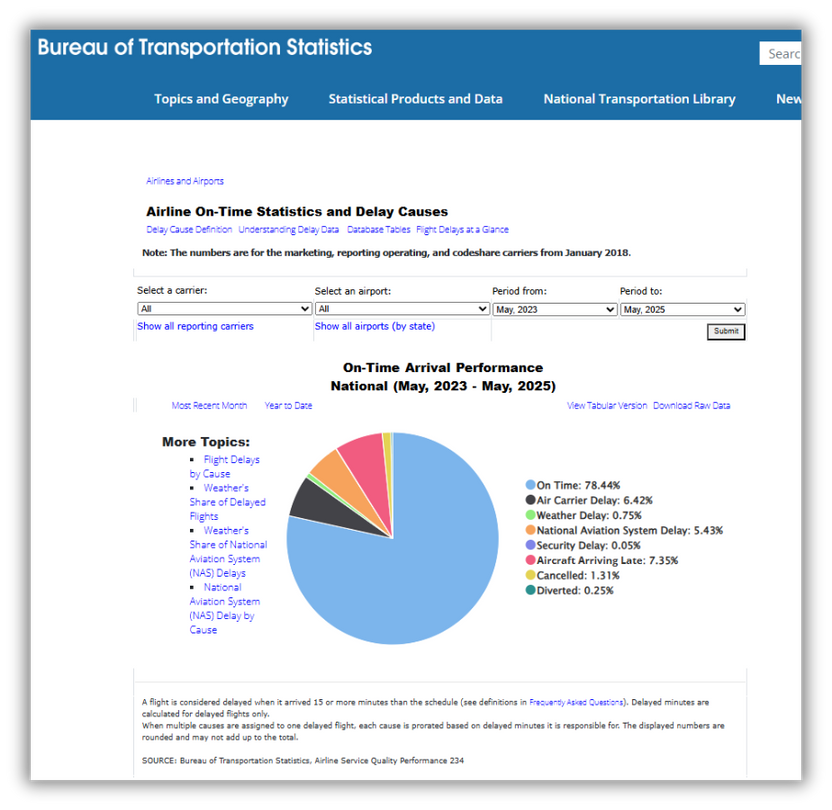 Bureau of Transportation Statistics
Searc
Topics and Geography Statistical Products and Data National Transportation Library New
Airlines and Airports
Airline On-Time Statistics and Delay Causes
Delay Cause Definition Understanding Delay Data Database Tables Flight Delays at a Glance
Note: The numbers are for the marketing, reporting operating, and codeshare carriers from January 2018.
Select a carrier: Select an airport: Period from: Period to:
All All May, 2023 May, 2025
Show all reporting carriers Show all airports (by state) Submit
On-Time Arrival Performance
National (May, 2023 - May, 2025)
Most Recent Month Year to Date View Tabular Version Download Raw Data
More Topics:
Flight Delays
by Cause
Weather's
Share of Delayed
Flights
Weather's
Share of National
Aviation System
(NAS) Delays
National
Aviation System
(NAS) Delay by
Cause
On Time: 78.44%
Air Carrier Delay: 6.42%
Weather Delay: 0.75%
National Aviation System Delay: 5.43%
Security Delay: 0.05%
Aircraft Arriving Late: 7.35%
Cancelled: 1.31%
Diverted: 0.25%
A flight is considered delayed when it arrived 15 or more minutes than the schedule (see definitions in Frequently Asked Questions). Delayed minutes are
calculated for delayed flights only.
When multiple causes are assigned to one delayed flight, each cause is prorated based on delayed minutes it is responsible for. The displayed numbers are
rounded and may not add up to the total.
SOURCE: Bureau of Transportation Statistics, Airline Service Quality Performance 234